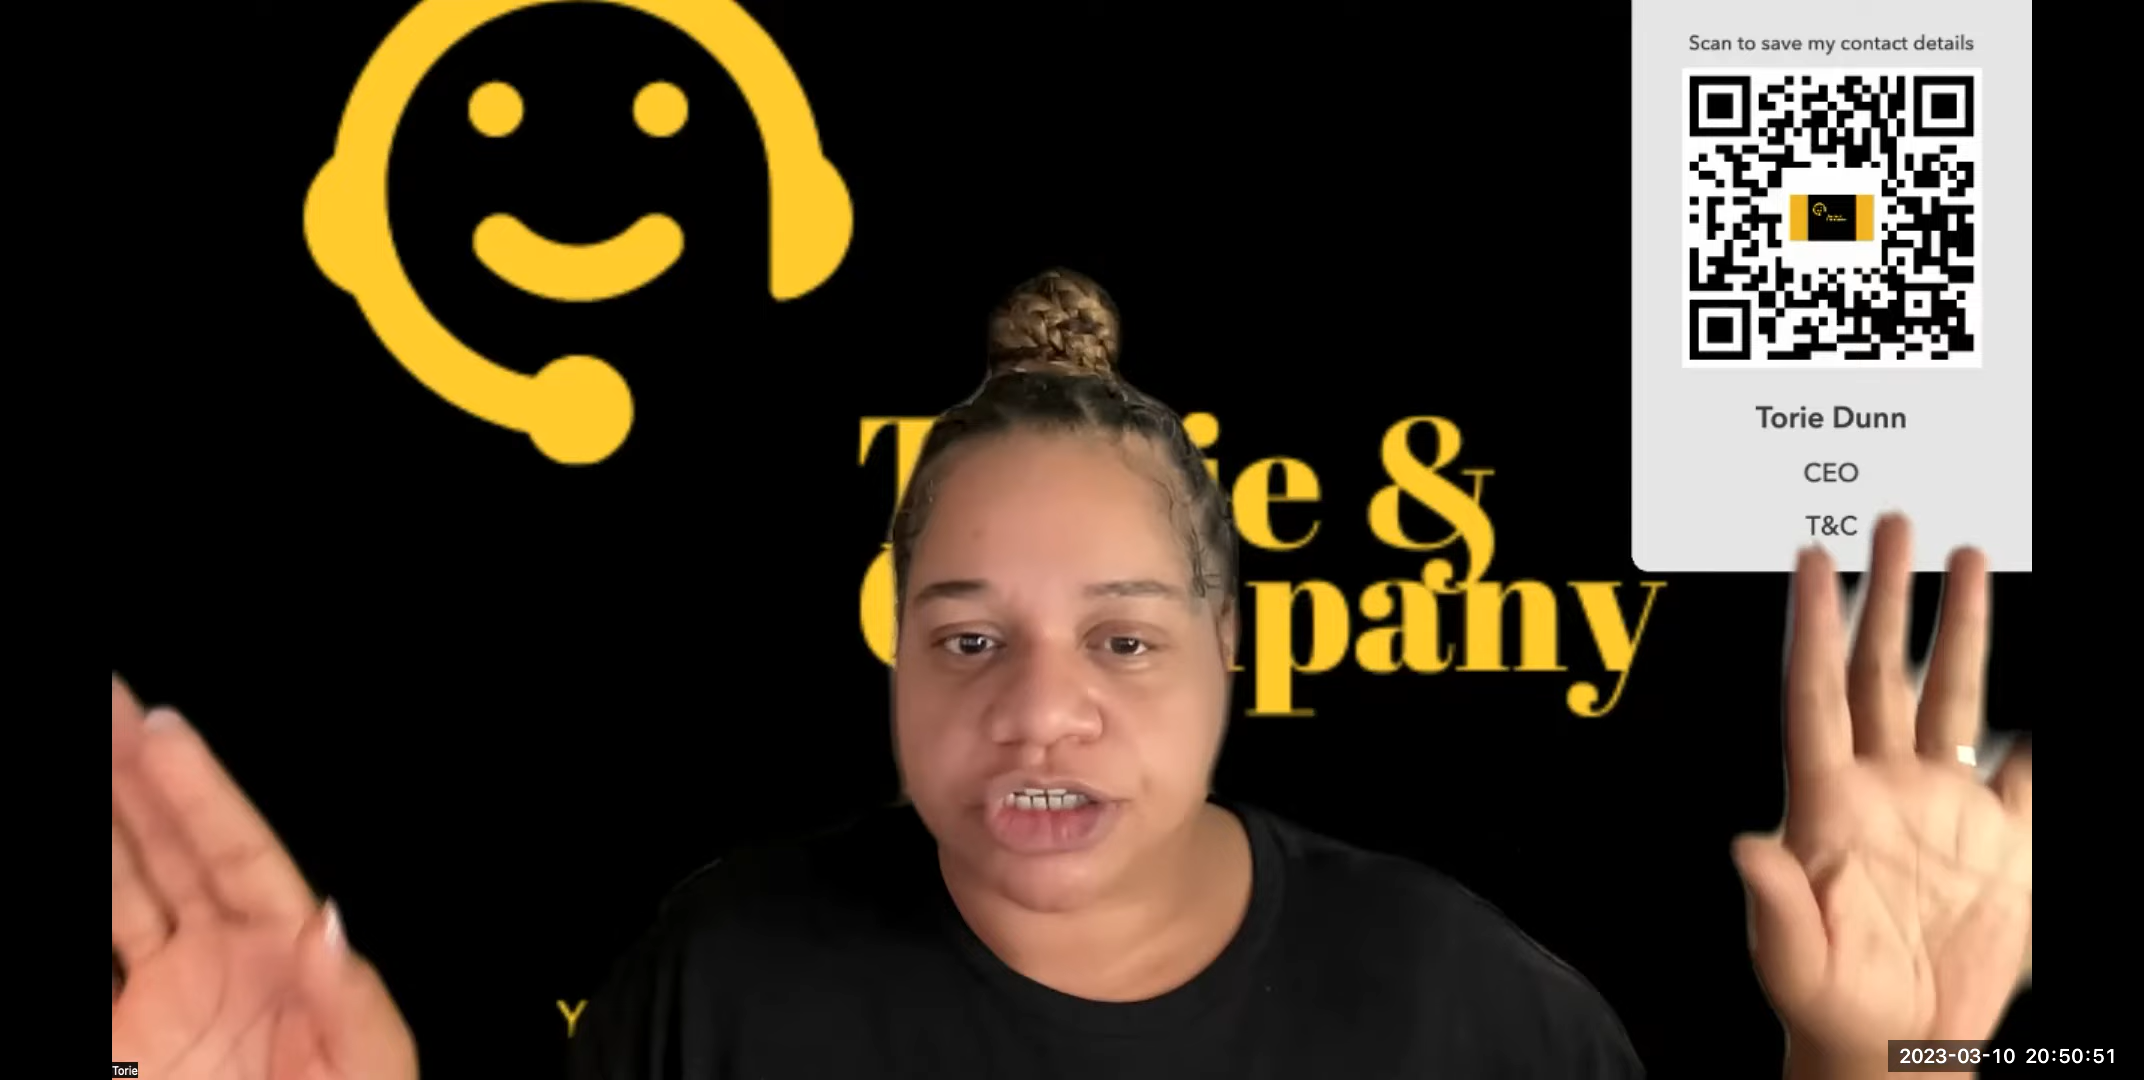 Scan to save my contact details
Torie Dunn
CEO
T&C
ie &
pany
Y
Torie
2023-03-10 20:50:51